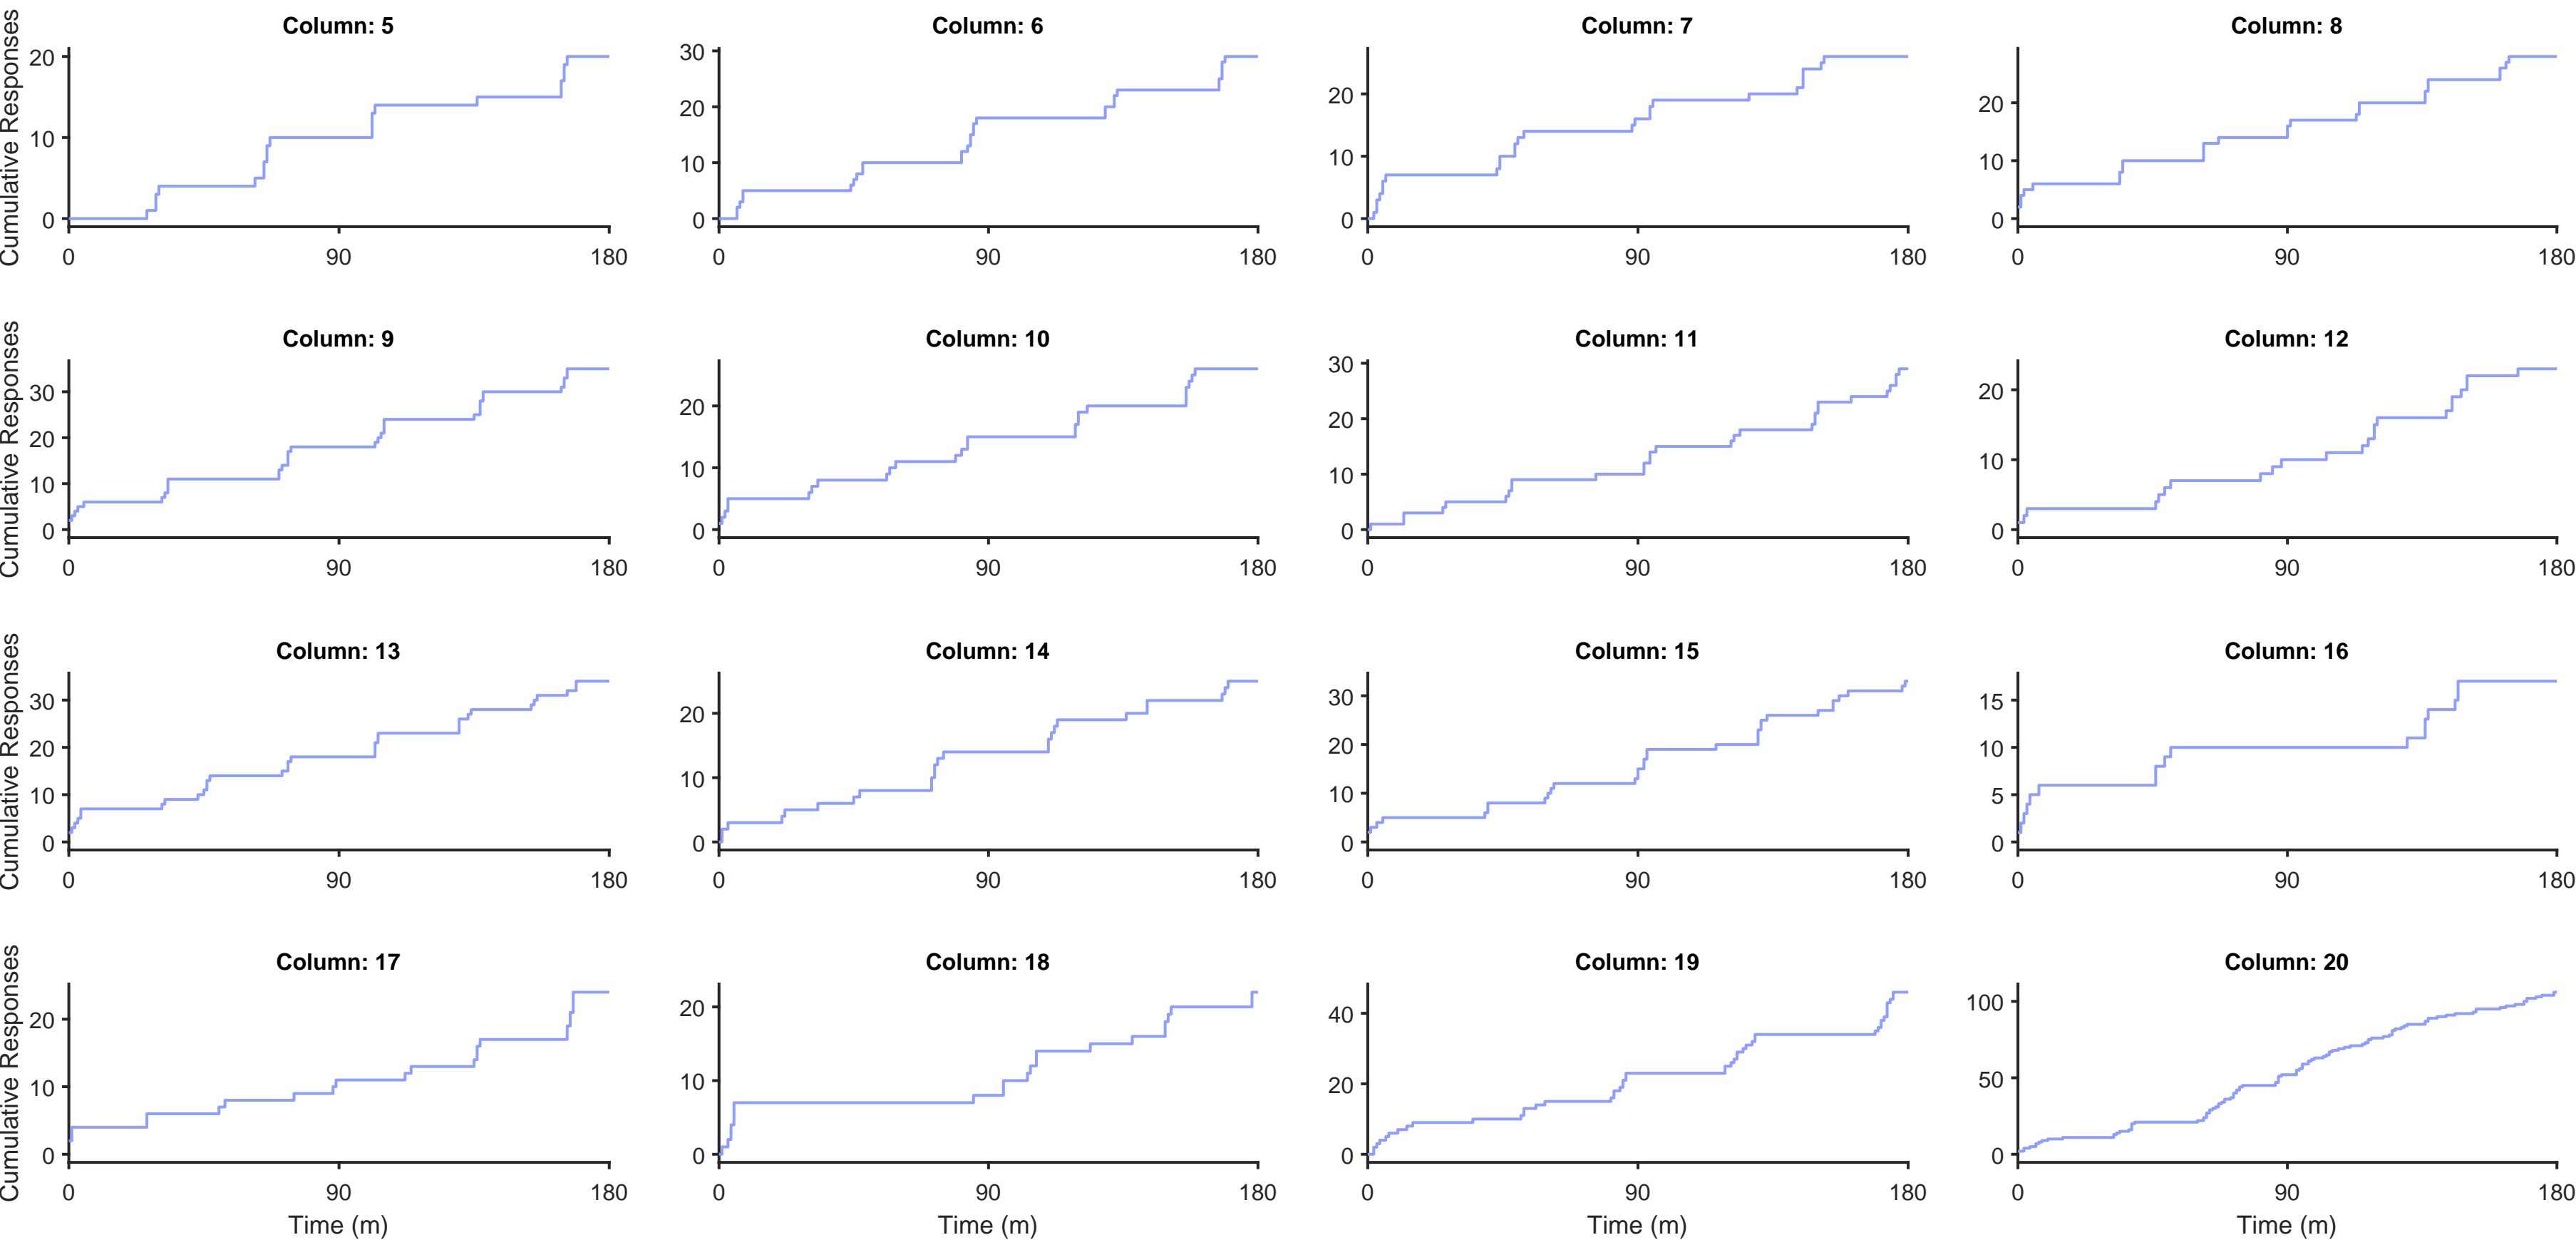 Column: 5
Column: 6
Column: 7
Column: 8
Cumulative Responses
20
10
0
0 90 180
30
20
10
0
0 90 180
20
10
0
0 90 180
20
10
0
0 90 180
Column: 9
Column: 10
Column: 11
Column: 12
Cumulative Responses
30
20
10
0
0 90 180
20
10
0
0 90 180
30
20
10
0
0 90 180
20
10
0
0 90 180
Column: 13
Column: 14
Column: 15
Column: 16
Cumulative Responses
30
20
10
0
0 90 180
20
10
0
0 90 180
30
20
10
0
0 90 180
15
10
5
0
0 90 180
Column: 17
Column: 18
Column: 19
Column: 20
Cumulative Responses
20
10
0
0 90 180
Time (m)
20
10
0
0 90 180
Time (m)
40
20
0
0 90 180
Time (m)
100
50
0
0 90 180
Time (m)